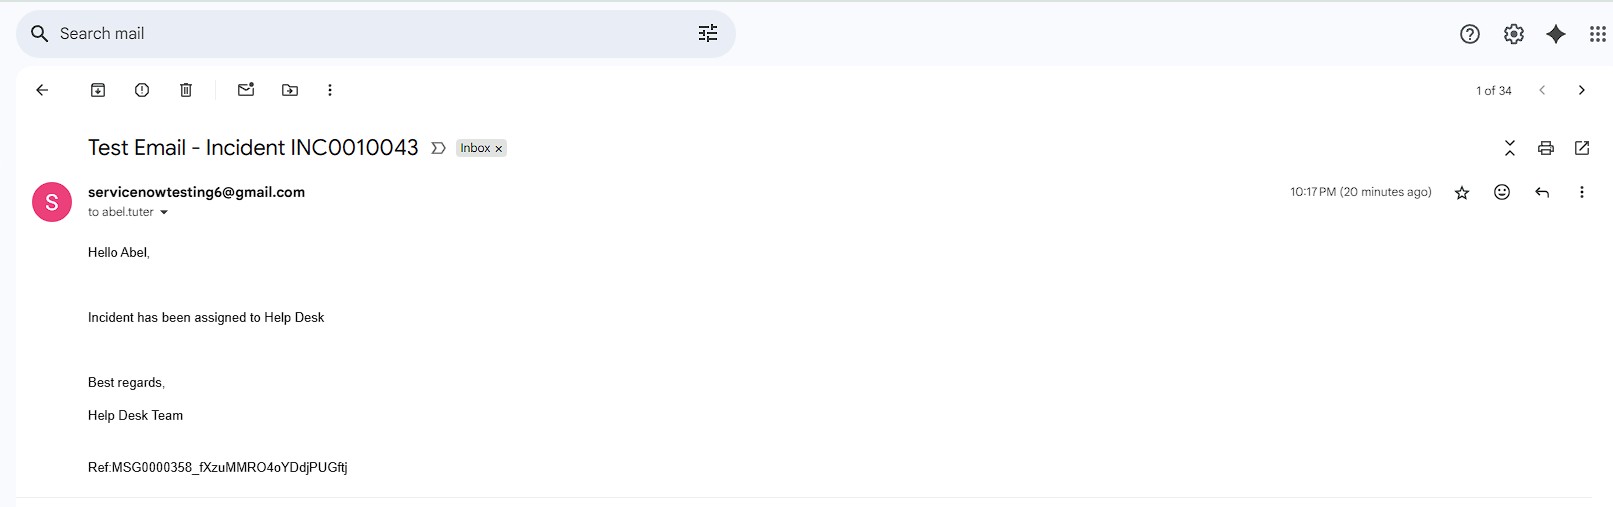 Search mail
1 of 34
Test Email - Incident INC0010043 Inbox x
servicenowtesting6@gmail.com 10:17 PM (20 minutes ago)
S
to abel.tuter
Hello Abel,
Incident has been assigned to Help Desk
Best regards,
Help Desk Team
Ref:MSG0000358_fXzuMMRO4oYDdjPUGftj